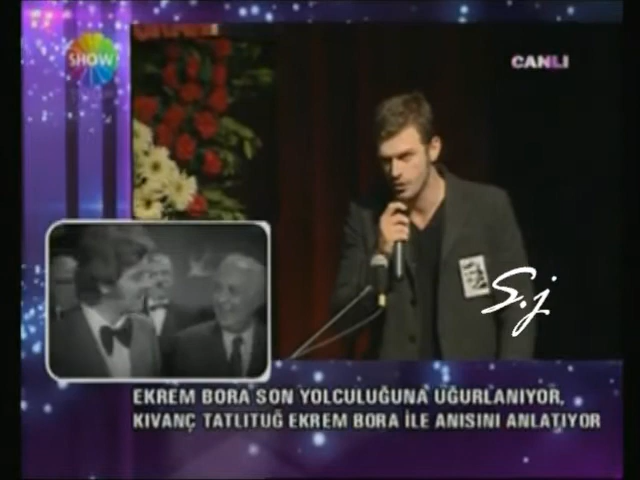 SHOW
CANLI
S.j
EKREM BORA SON YOLCULUĞUNA UĞURLANIYOR,
KIVANÇ TATLITUĞ EKREM BORA İLE ANISINI ANLATIYOR